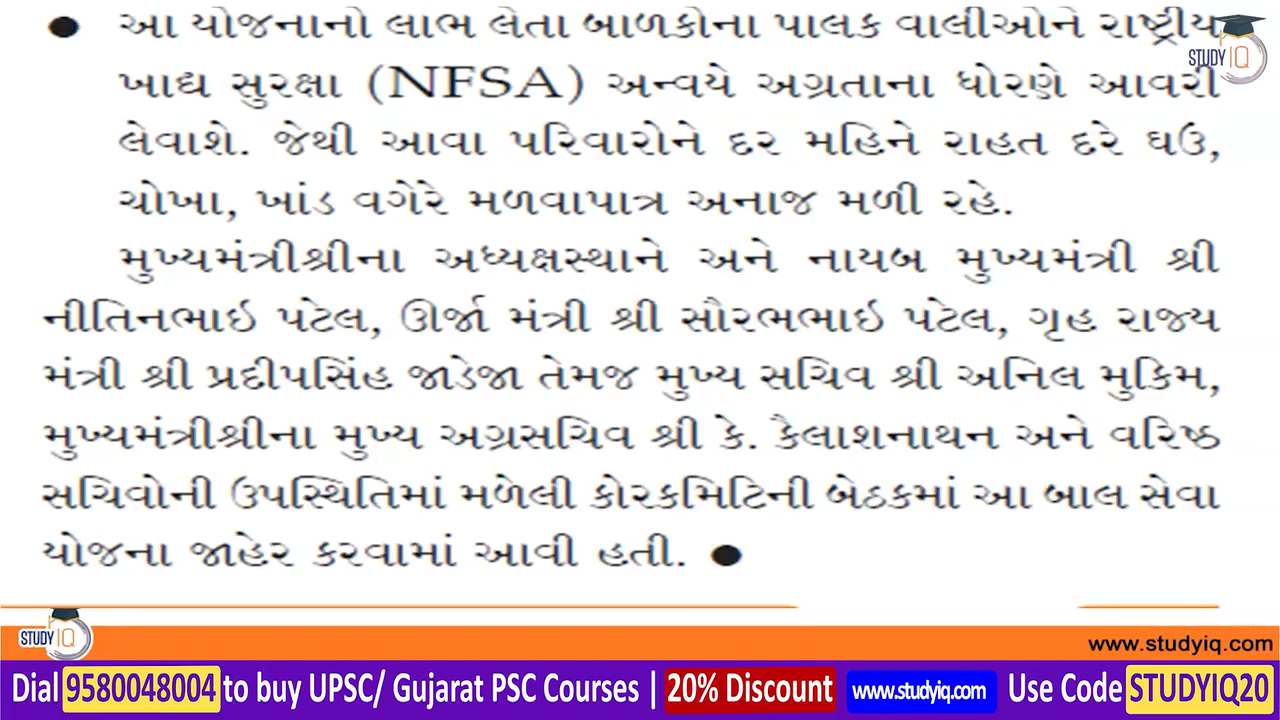 ● આ યોજનાનો લાભ લેતા બાળકોના પાલક વાલીઓને રાષ્ટ્રીય
ખાદ્ય સુરક્ષા (NFSA) અન્વયે અગ્રતાના ધોરણે આવરી
લેવાશે. જેથી આવા પરિવારોને દર મહિને રાહત દરે ઘઉં,
ચોખા, ખાંડ વગેરે મળવાપાત્ર અનાજ મળી રહે.
મુખ્યમંત્રીશ્રીના અધ્યક્ષસ્થાને અને નાયબ મુખ્યમંત્રી શ્રી
નીતિનભાઇ પટેલ, ઊર્જા મંત્રી શ્રી સૌરભભાઇ પટેલ, ગૃહ રાજ્ય
મંત્રી શ્રી પ્રદીપસિંહ જાડેજા તેમજ મુખ્ય સચિવ શ્રી અનિલ મુકિમ,
મુખ્યમંત્રીશ્રીના મુખ્ય અગ્રસચિવ શ્રી કે. કૈલાશનાથન અને વરિષ્ઠ
સચિવોની ઉપસ્થિતિમાં મળેલી કોરકમિટિની બેઠકમાં આ બાલ સેવા
યોજના જાહેર કરવામાં આવી હતી. ●
STUDY IQ
STUDY IQ
www.studyiq.com
Dial 9580048004 to buy UPSC/ Gujarat PSC Courses | 20% Discount www.studyiq.com Use Code STUDYIQ20